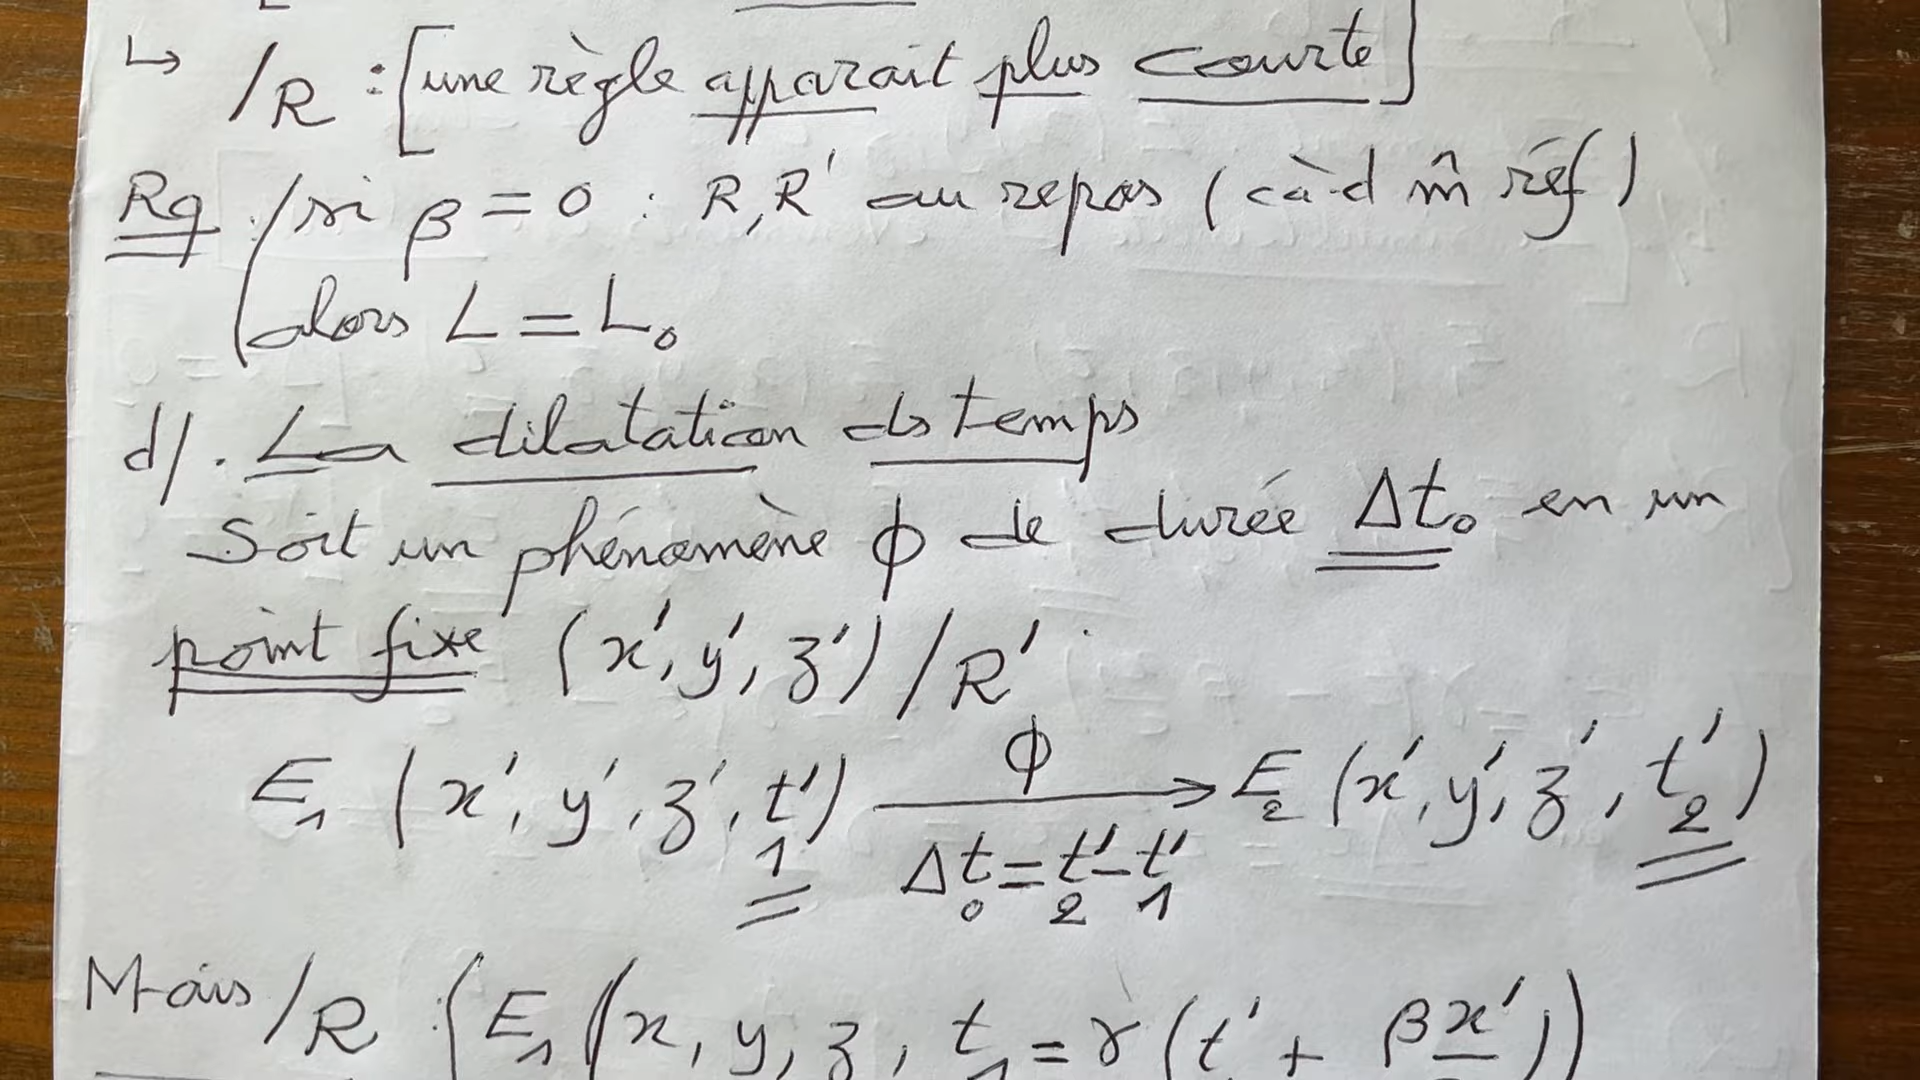 ↳ /R : [une règle apparait plus courte]
Rq : / si β = 0 : R, R' au repos (cà-d m̂ réf)
alors L = L₀
d/. La dilatation ds temps
Soit un phénomène ϕ de durée Δt₀ en un
point fixe (x', y', z') /R'
E₁ (x', y', z', t'₁) —ϕ→ E₂ (x', y', z', t'₂)
Δt₀ = t'₂ - t'₁
Mais /R : (E₁ (x, y, z, t₁ = γ (t' + βx'))